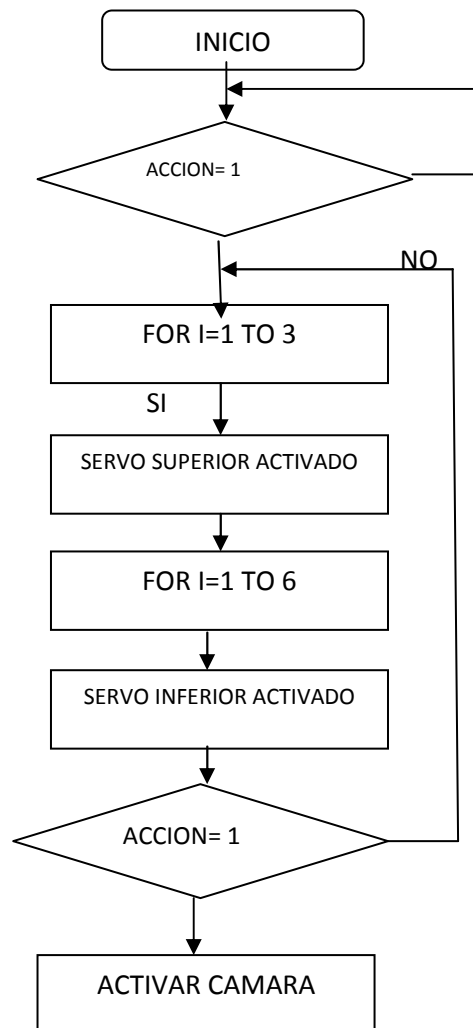 INICIO
ACCION= 1
NO
FOR I=1 TO 3
SI
SERVO SUPERIOR ACTIVADO
FOR I=1 TO 6
SERVO INFERIOR ACTIVADO
ACCION= 1
ACTIVAR CAMARA